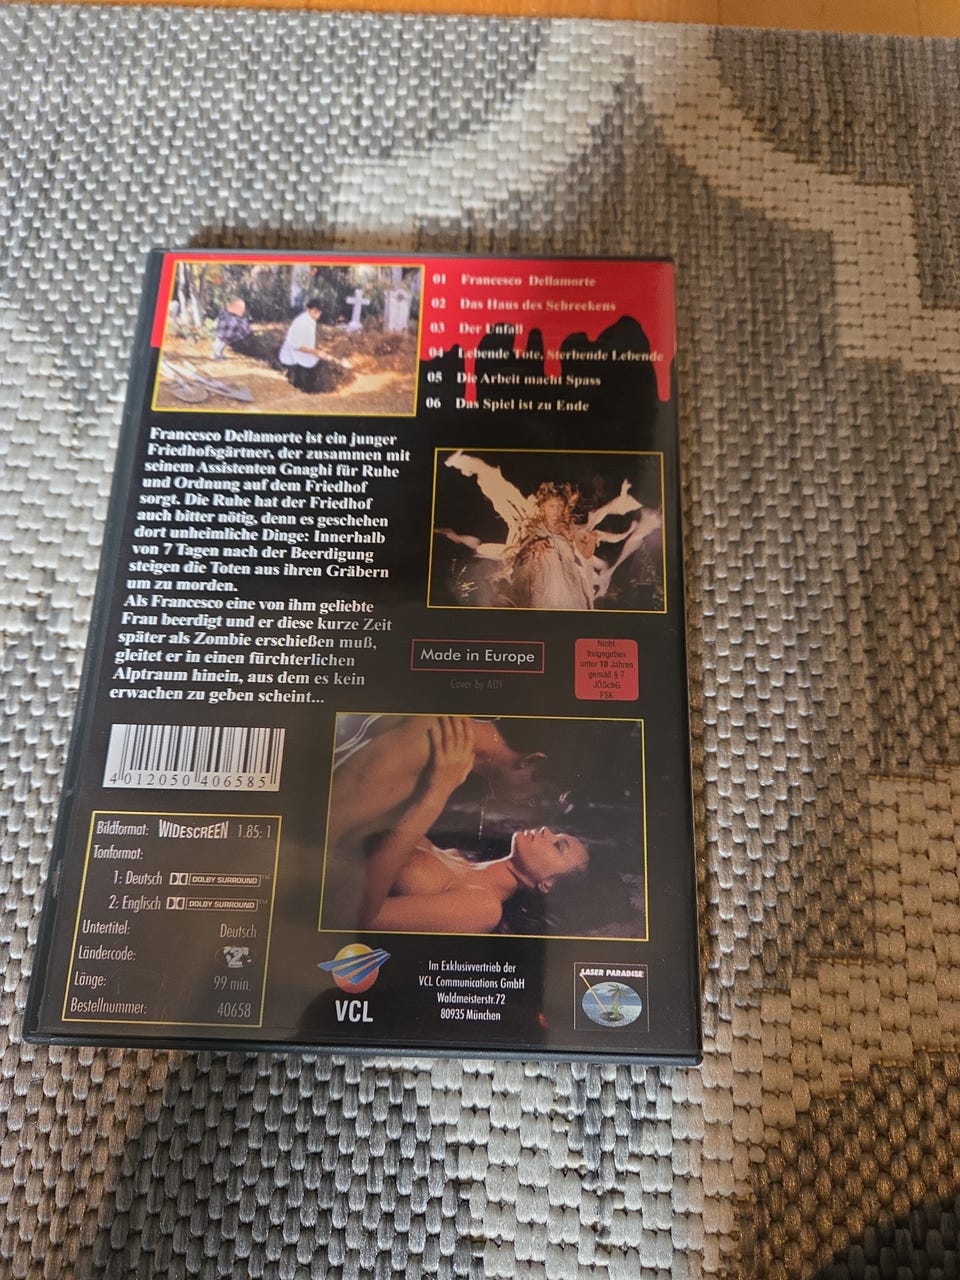 01 Francesco Dellamorte
02 Das Haus des Schreckens
03 Der Unfall
04 Lebende Tote, Sterbende Lebende
05 Die Arbeit macht Spass
06 Das Spiel ist zu Ende
Francesco Dellamorte ist ein junger
Friedhofsgärtner, der zusammen mit
seinem Assistenten Gnaghi für Ruhe
und Ordnung auf dem Friedhof
sorgt. Die Ruhe hat der Friedhof
auch bitter nötig, denn es geschehen
dort unheimliche Dinge: Innerhalb
von 7 Tagen nach der Beerdigung
steigen die Toten aus ihren Gräbern
um zu morden.
Als Francesco eine von ihm geliebte
Frau beerdigt und er diese kurze Zeit
später als Zombie erschießen muß,
gleitet er in einen fürchterlichen
Alptraum hinein, aus dem es kein
erwachen zu geben scheint...
Made in Europe
Cover by ADY
Nicht
freigegeben
unter 18 Jahren
gemäß § 7
JÖSchG
FSK
4 012050 406585
Bildformat: WIDESCREEN 1.85: 1
Tonformat:
1: Deutsch DOLBY SURROUND™
2: Englisch DOLBY SURROUND™
Untertitel: Deutsch
Ländercode: 2
Länge: 99 min.
Bestellnummer: 40658
VCL
Im Exklusivvertrieb der
VCL Communications GmbH
Waldmeisterstr.72
80935 München
LASER PARADISE